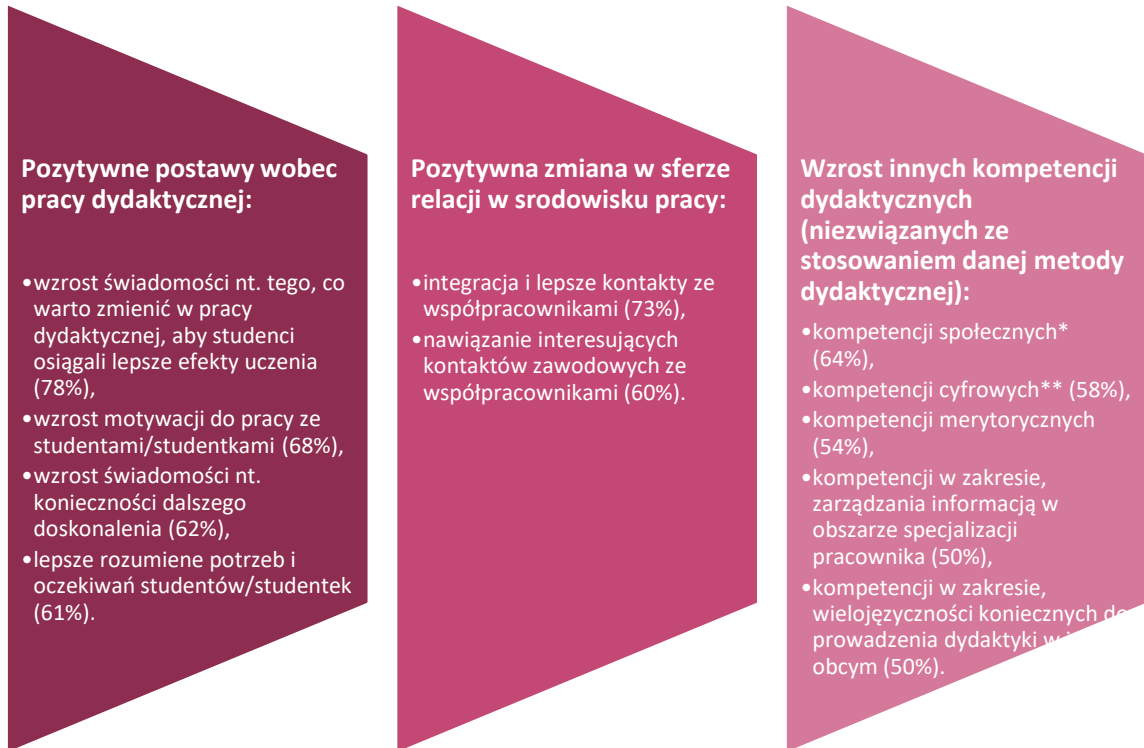 Pozytywne postawy wobec
pracy dydaktycznej:
•wzrost świadomości nt. tego, co
warto zmienić w pracy
dydaktycznej, aby studenci
osiągali lepsze efekty uczenia
(78%),
•wzrost motywacji do pracy ze
studentami/studentkami (68%),
•wzrost świadomości nt.
konieczności dalszego
doskonalenia (62%),
•lepsze rozumiene potrzeb i
oczekiwań studentów/studentek
(61%).
Pozytywna zmiana w sferze
relacji w srodowisku pracy:
•integracja i lepsze kontakty ze
współpracownikami (73%),
•nawiązanie interesujących
kontaktów zawodowych ze
współpracownikami (60%).
Wzrost innych kompetencji
dydaktycznych
(niezwiązanych ze
stosowaniem danej metody
dydaktycznej):
•kompetencji społecznych*
(64%),
•kompetencji cyfrowych** (58%),
•kompetencji merytorycznych
(54%),
•kompetencji w zakresie,
zarządzania informacją w
obszarze specjalizacji
pracownika (50%),
•kompetencji w zakresie,
wielojęzyczności koniecznych do
prowadzenia dydaktyki w
obcym (50%).